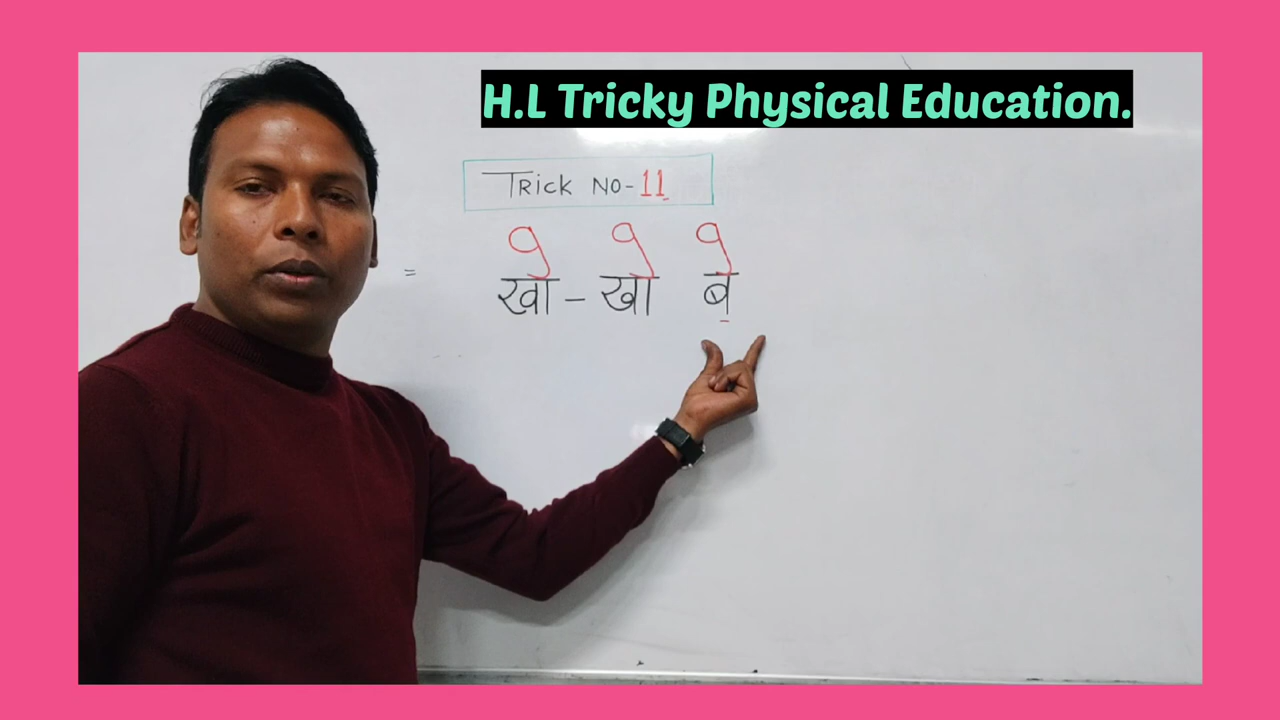 H.L Tricky Physical Education.
Trick No-11
9 9 9
= खा - खा ब